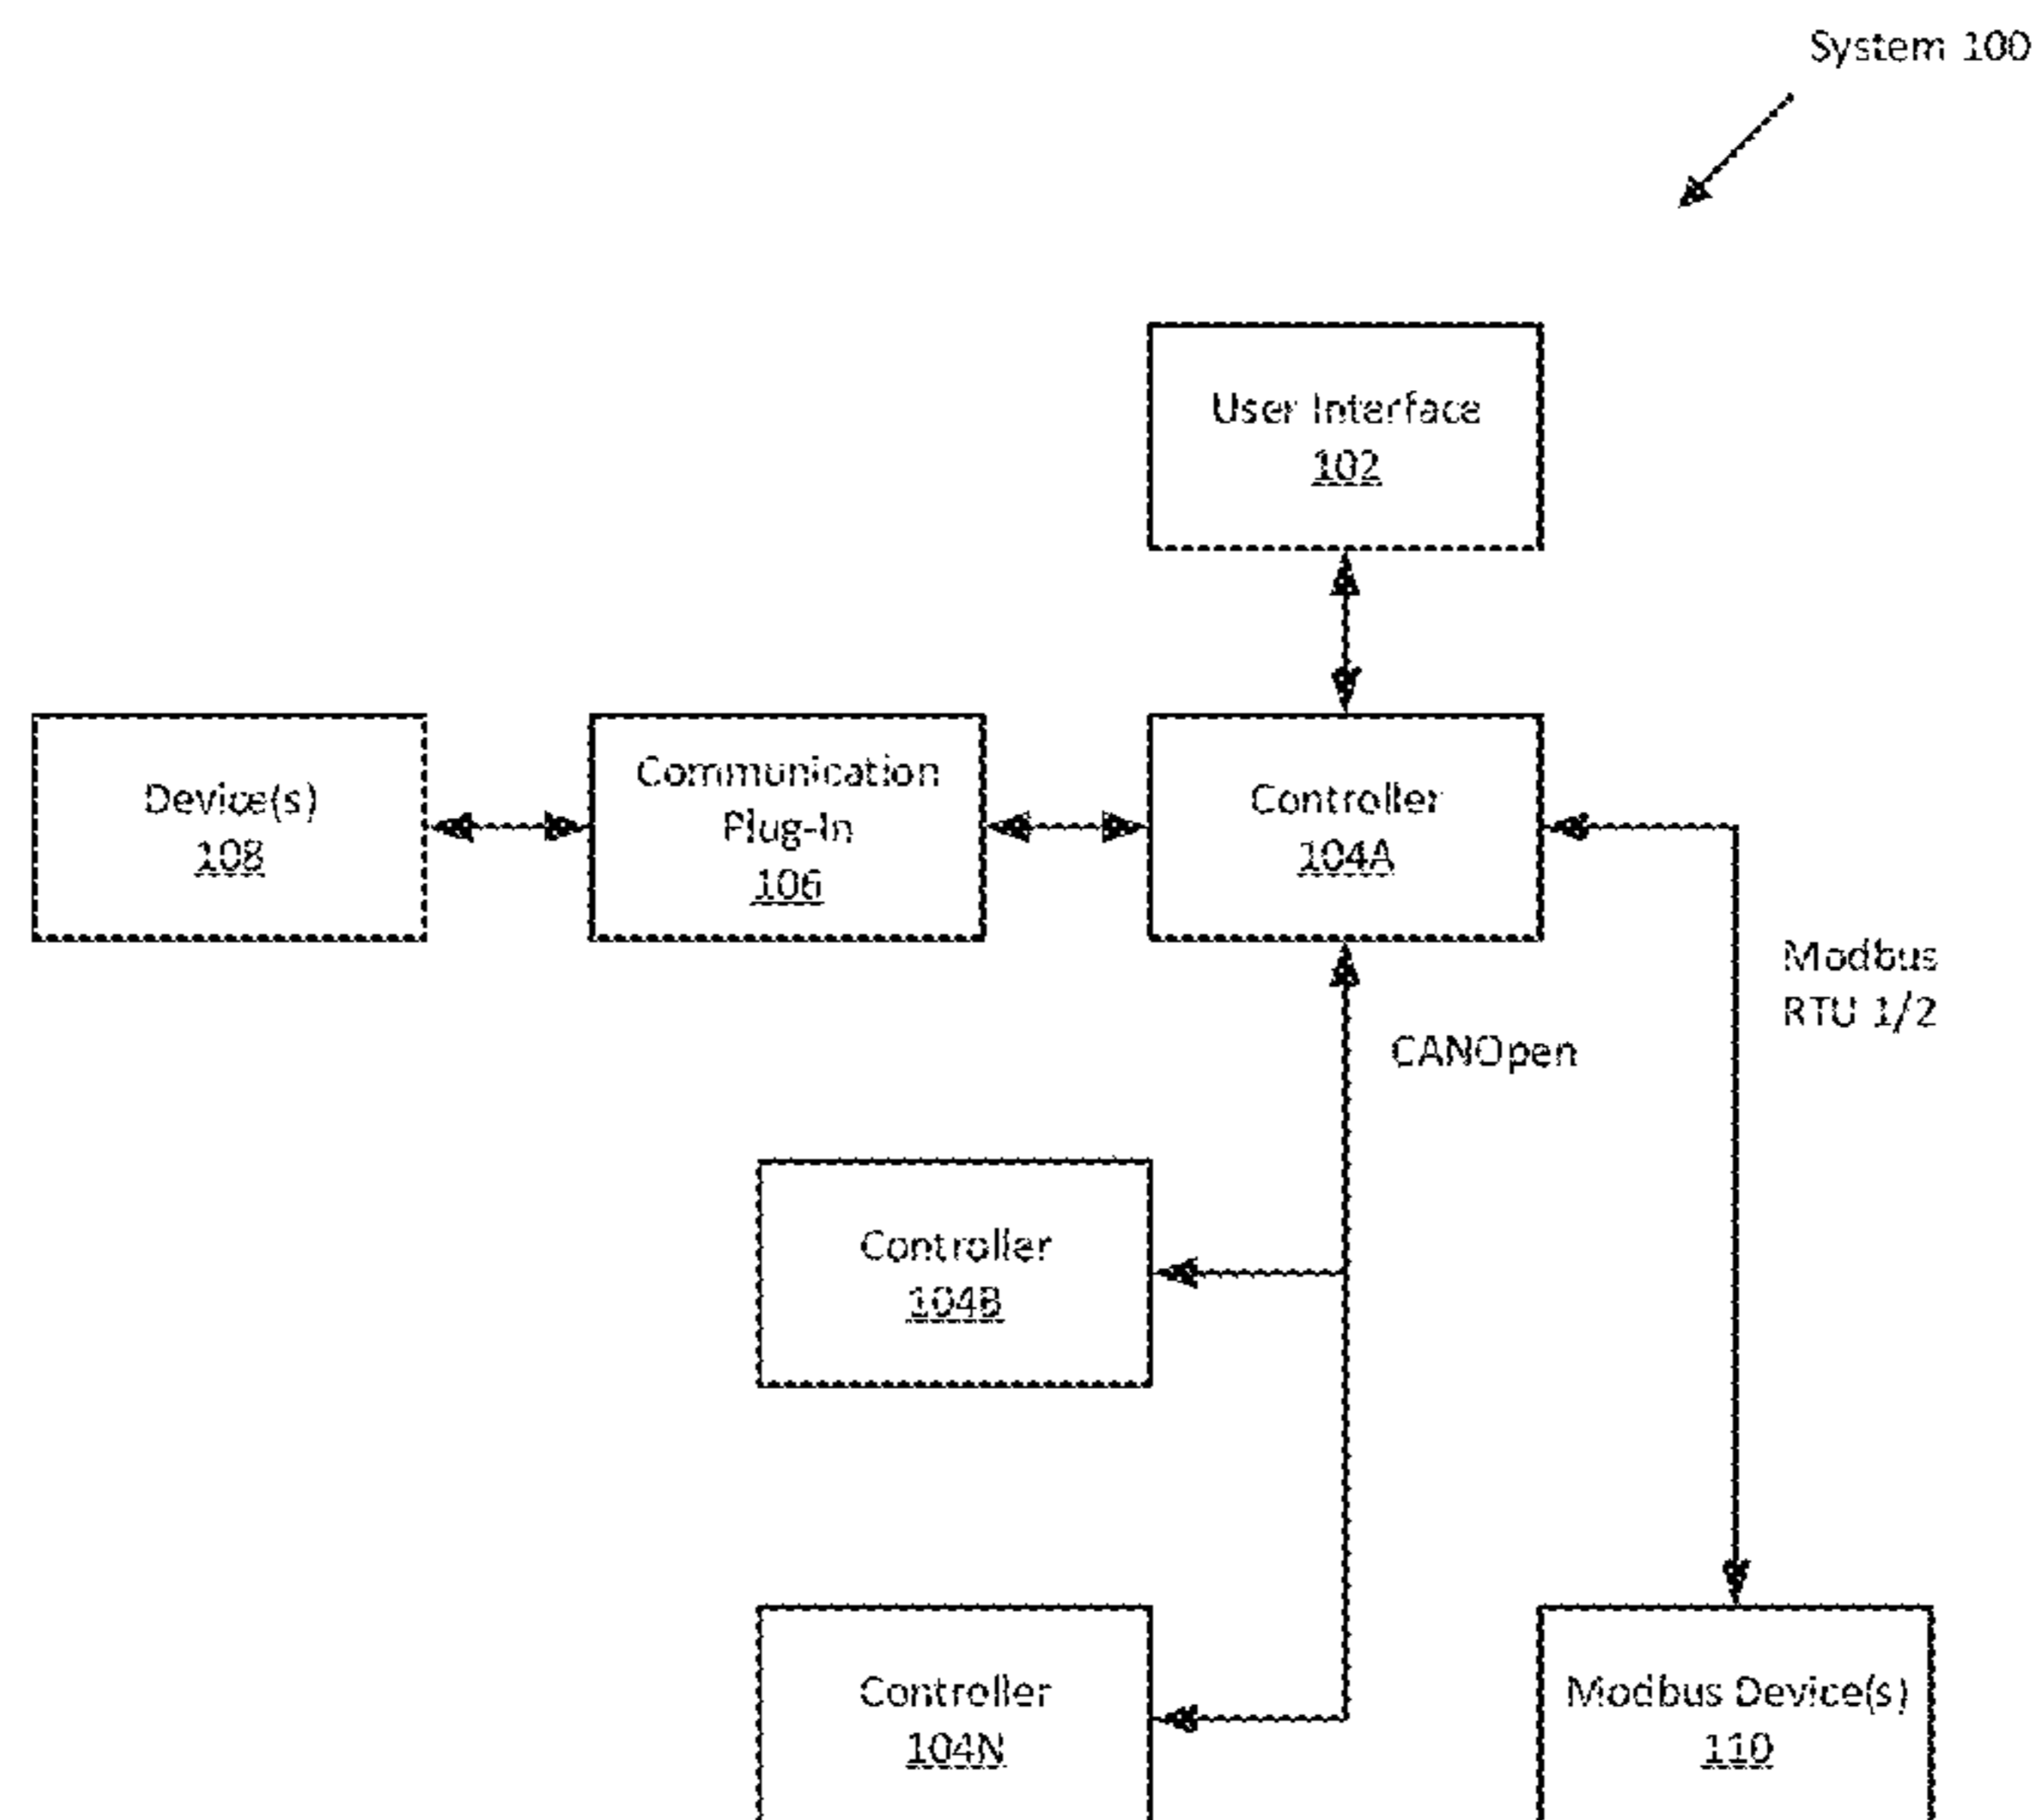 System 100
User Interface
102
Device(s)
108
Communication
Plug-In
106
Controller
104A
Modbus
RTU 1/2
CANOpen
Controller
104B
Controller
104N
Modbus Device(s)
110